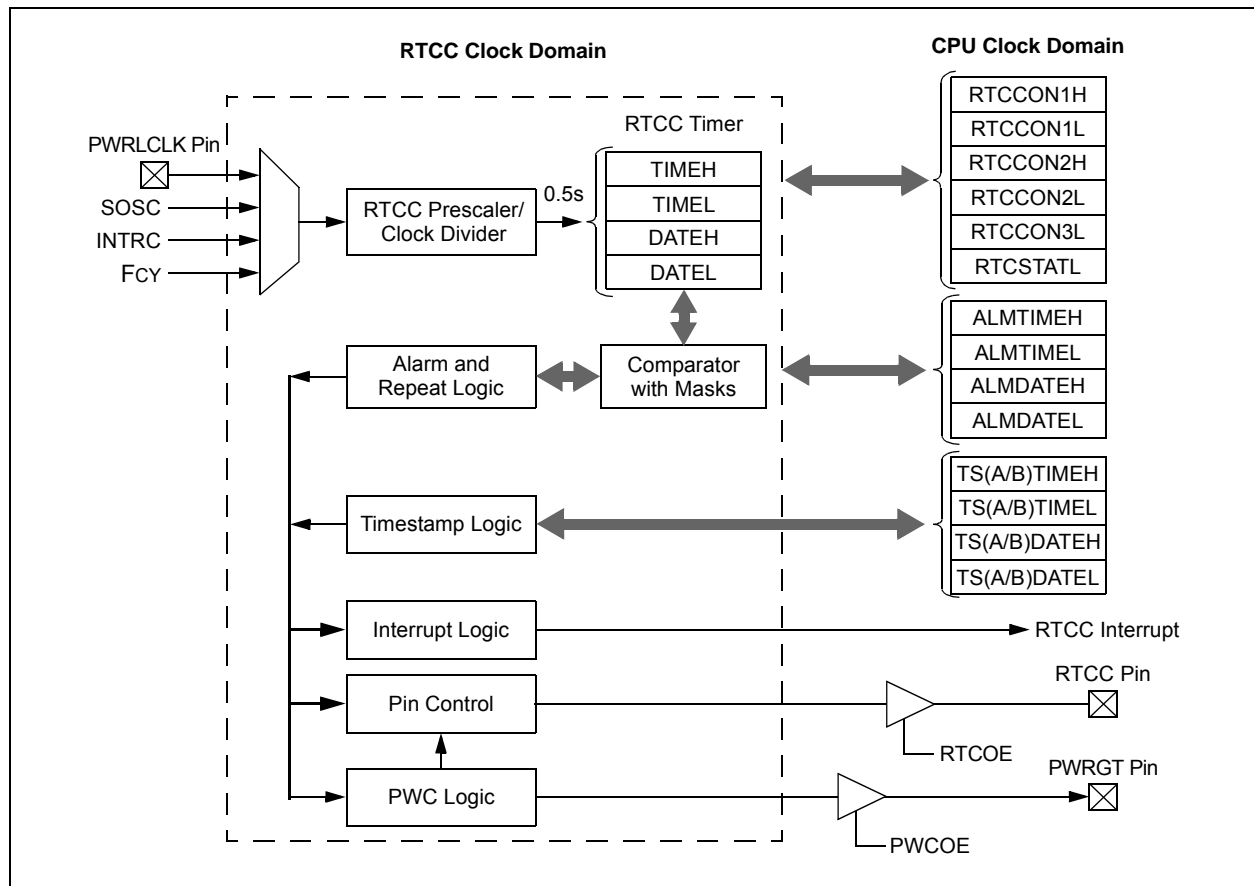 RTCC Clock Domain
CPU Clock Domain
PWRLCLK Pin
SOSC
INTRC
FCY
RTCC Prescaler/
Clock Divider
0.5s
RTCC Timer
TIMEH
TIMEL
DATEH
DATEL
RTCCON1H
RTCCON1L
RTCCON2H
RTCCON2L
RTCCON3L
RTCSTATL
Alarm and
Repeat Logic
Comparator
with Masks
ALMTIMEH
ALMTIMEL
ALMDATEH
ALMDATEL
Timestamp Logic
TS(A/B)TIMEH
TS(A/B)TIMEL
TS(A/B)DATEH
TS(A/B)DATEL
Interrupt Logic
RTCC Interrupt
Pin Control
RTCC Pin
RTCOE
PWC Logic
PWRGT Pin
PWCOE